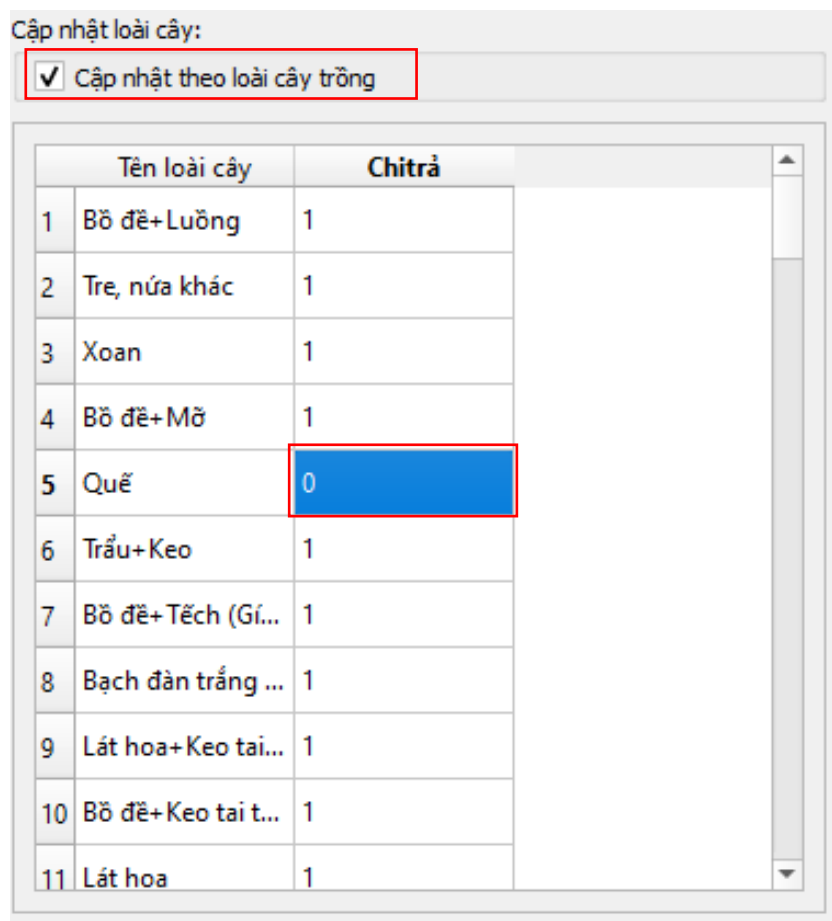 Cập nhật loài cây:
Cập nhật theo loài cây trồng
Tên loài cây Chitrả
1 Bồ đề+Luồng 1
2 Tre, nứa khác 1
3 Xoan 1
4 Bồ đề+Mỡ 1
5 Quế 0
6 Trẩu+Keo 1
7 Bồ đề+Tếch (Gí... 1
8 Bạch đàn trắng ... 1
9 Lát hoa+Keo tai... 1
10 Bồ đề+Keo tai t... 1
11 Lát hoa 1